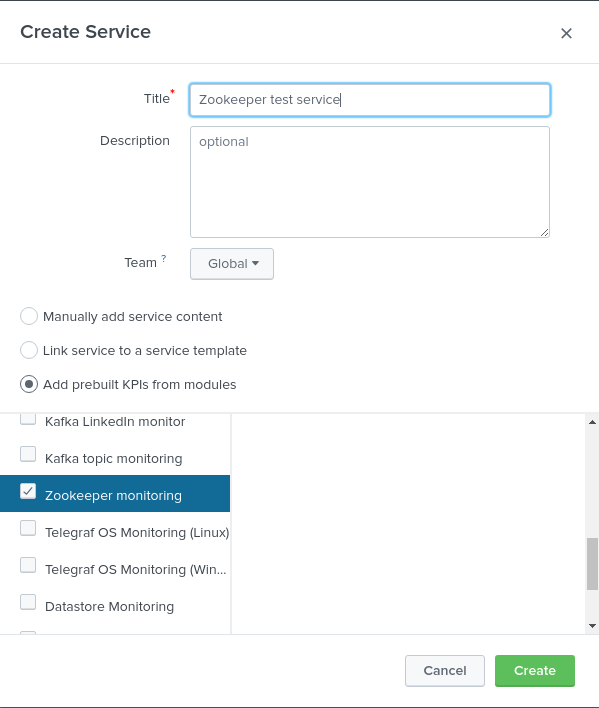 Create Service
Title*
Zookeeper test service
Description
optional
Team ?
Global
Manually add service content
Link service to a service template
Add prebuilt KPIs from modules
Kafka LinkedIn monitor
Kafka topic monitoring
Zookeeper monitoring
Telegraf OS Monitoring (Linux)
Telegraf OS Monitoring (Win...
Datastore Monitoring
Cancel
Create